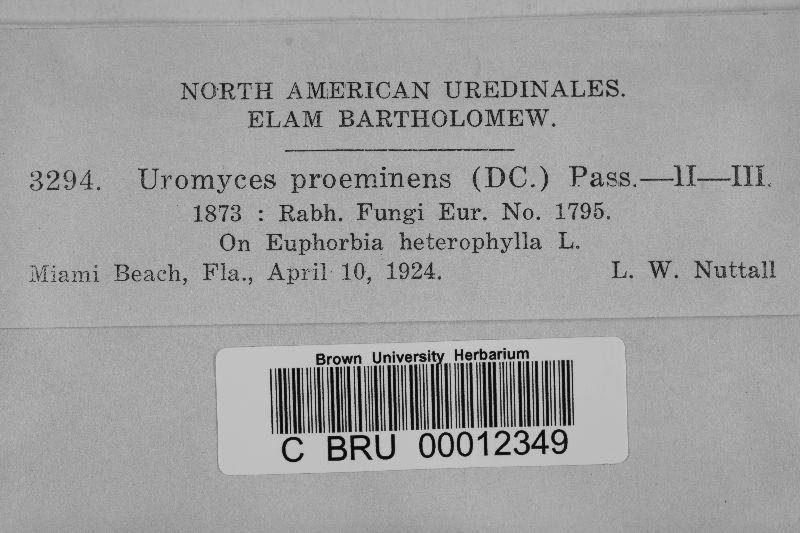 NORTH AMERICAN UREDINALES.
ELAM BARTHOLOMEW.
3294. Uromyces proeminens (DC.) Pass.—II—III.
1873 : Rabh. Fungi Eur. No. 1795.
On Euphorbia heterophylla L.
Miami Beach, Fla., April 10, 1924. L. W. Nuttall
Brown University Herbarium
C BRU 00012349